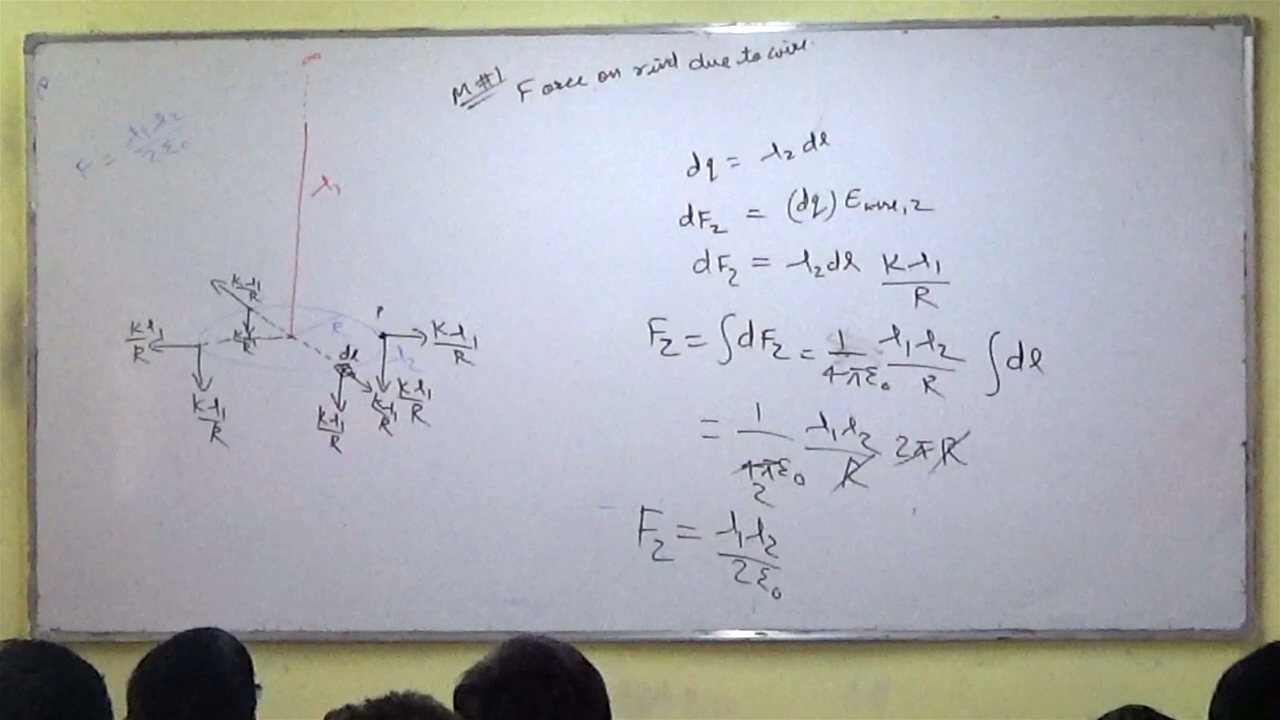 M#1 Force on ring due to wire
F = λ₁λ₂/2ε₀
∞
λ₁
dq = λ₂ dl
dF₂ = (dq) E wire,2
dF₂ = λ₂dl Kλ₁/R
F₂ = ∫dF₂ = 1/4πε₀ λ₁λ₂/R ∫dl
= 1/4πε₀ λ₁λ₂/R 2πR
2
F₂ = λ₁λ₂/2ε₀
Kλ₁/R
Kλ₁/R
R
P
Kλ₁/R
Kλ₁/R
dl
λ₂
Kλ₁/R
Kλ₁/R
Kλ₁/R
Kλ₁/R